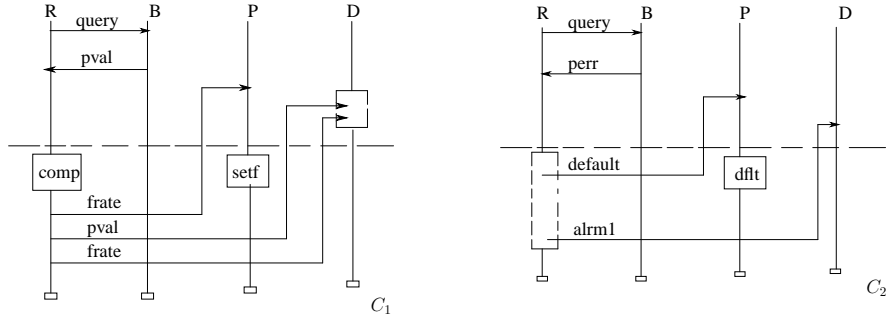 R B P D
query
pval
comp
setf
frate
pval
frate
C1
R B P D
query
perr
default
dflt
alrm1
C2